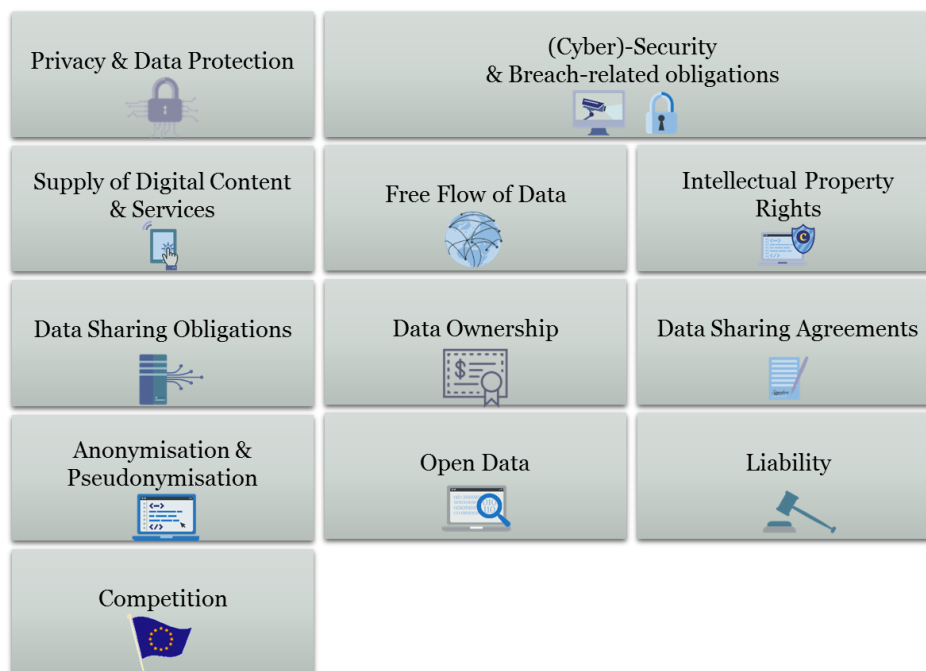 Privacy & Data Protection
(Cyber)-Security
& Breach-related obligations
Supply of Digital Content
& Services
Free Flow of Data
Intellectual Property
Rights
Data Sharing Obligations
Data Ownership
Data Sharing Agreements
Anonymisation &
Pseudonymisation
Open Data
Liability
Competition